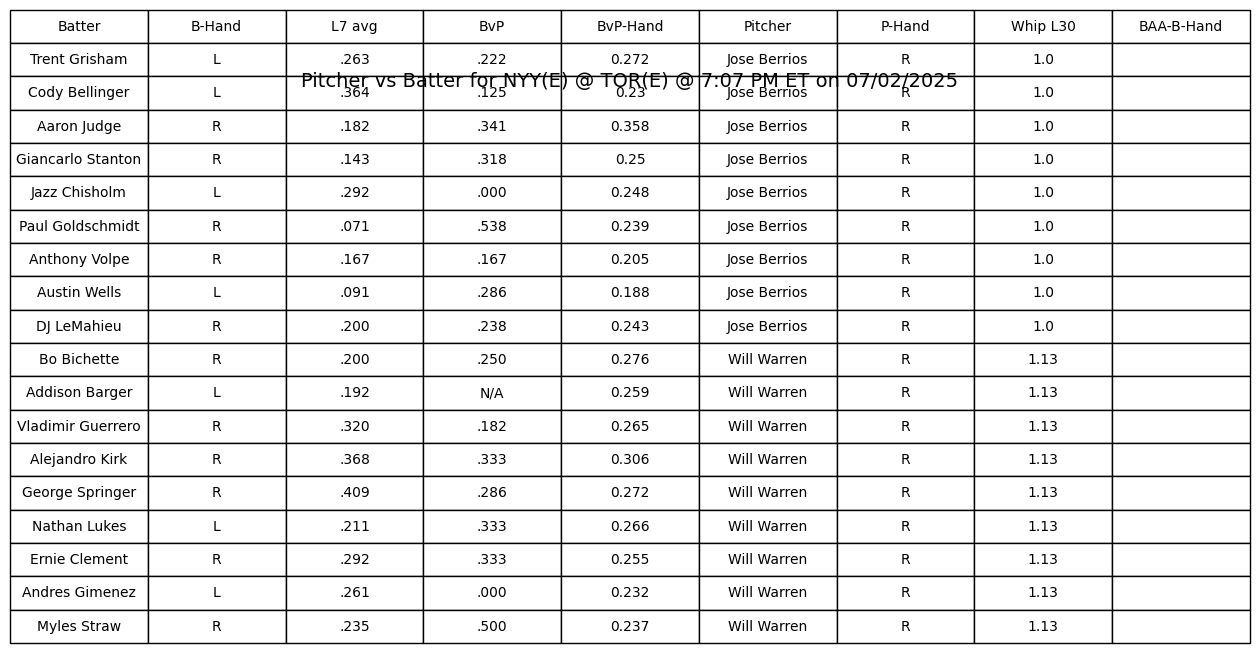 Batter B-Hand L7 avg BvP BvP-Hand Pitcher P-Hand Whip L30 BAA-B-Hand
Trent Grisham L .263 .222 0.272 Jose Berrios R 1.0
Pitcher vs Batter for NYY(E) @ TOR(E) @ 7:07 PM ET on 07/02/2025
Cody Bellinger L .364 .125 0.23 Jose Berrios R 1.0
Aaron Judge R .182 .341 0.358 Jose Berrios R 1.0
Giancarlo Stanton R .143 .318 0.25 Jose Berrios R 1.0
Jazz Chisholm L .292 .000 0.248 Jose Berrios R 1.0
Paul Goldschmidt R .071 .538 0.239 Jose Berrios R 1.0
Anthony Volpe R .167 .167 0.205 Jose Berrios R 1.0
Austin Wells L .091 .286 0.188 Jose Berrios R 1.0
DJ LeMahieu R .200 .238 0.243 Jose Berrios R 1.0
Bo Bichette R .200 .250 0.276 Will Warren R 1.13
Addison Barger L .192 N/A 0.259 Will Warren R 1.13
Vladimir Guerrero R .320 .182 0.265 Will Warren R 1.13
Alejandro Kirk R .368 .333 0.306 Will Warren R 1.13
George Springer R .409 .286 0.272 Will Warren R 1.13
Nathan Lukes L .211 .333 0.266 Will Warren R 1.13
Ernie Clement R .292 .333 0.255 Will Warren R 1.13
Andres Gimenez L .261 .000 0.232 Will Warren R 1.13
Myles Straw R .235 .500 0.237 Will Warren R 1.13